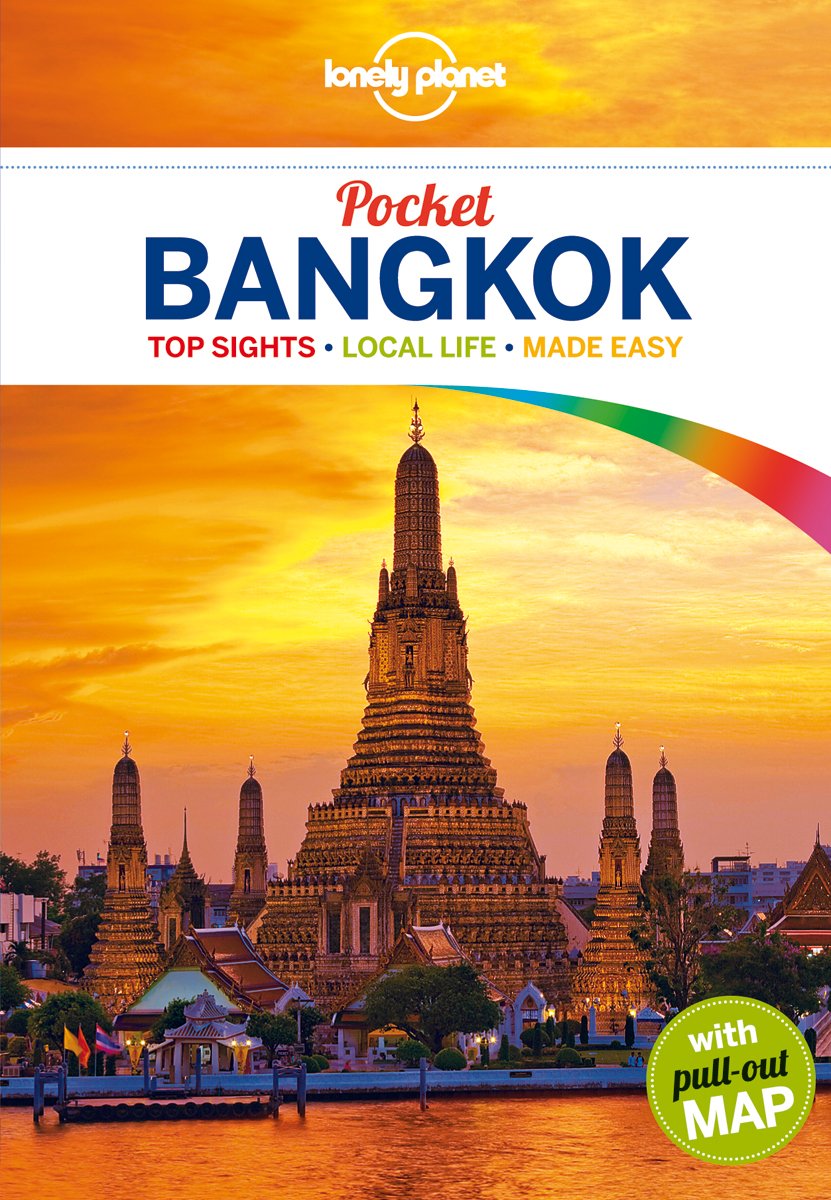 lonely planet
Pocket
BANGKOK
TOP SIGHTS • LOCAL LIFE • MADE EASY
with
pull-out
MAP